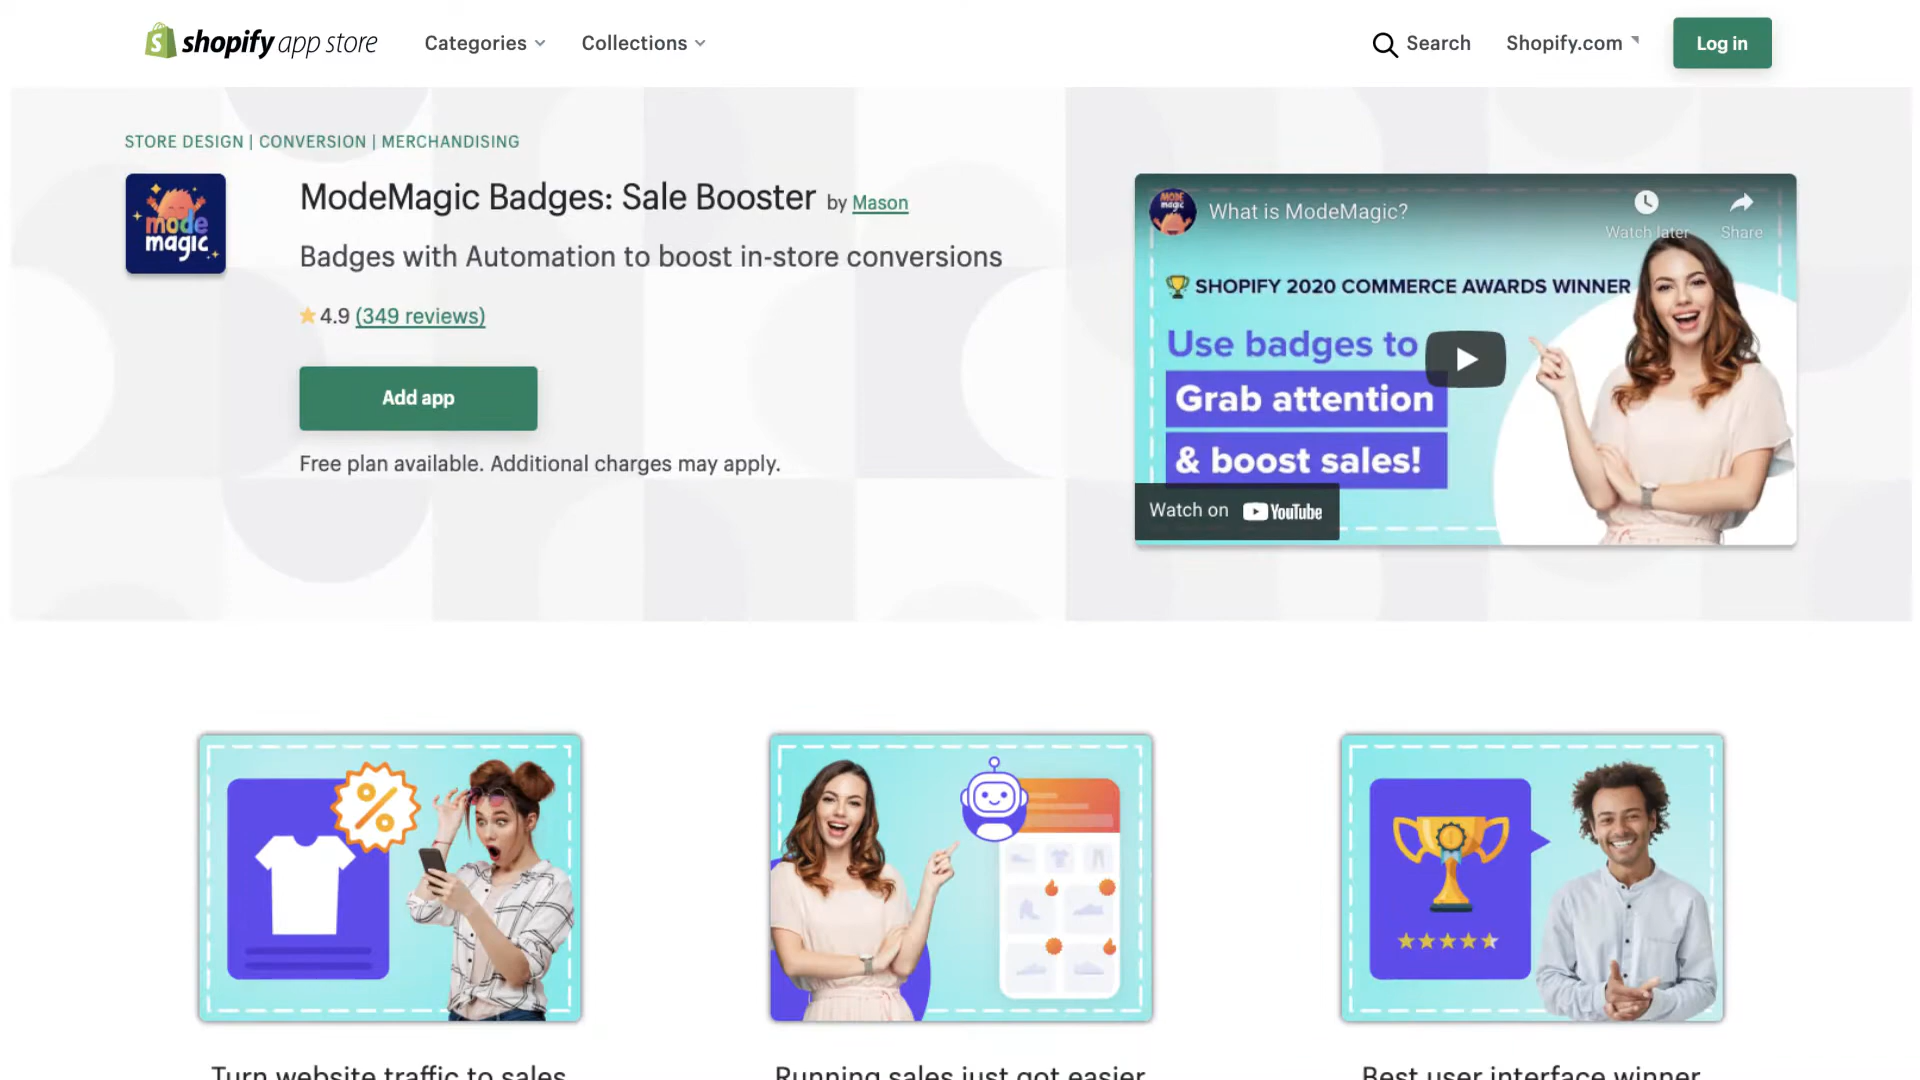 shopify app store
Categories
Collections
Search
Shopify.com
Log in
STORE DESIGN | CONVERSION | MERCHANDISING
mode
magic
ModeMagic Badges: Sale Booster by Mason
Badges with Automation to boost in-store conversions
4.9 (349 reviews)
Add app
Free plan available. Additional charges may apply.
MODE
magic
What is ModeMagic?
Watch later
Share
SHOPIFY 2020 COMMERCE AWARDS WINNER
Use badges to
Grab attention
& boost sales!
Watch on YouTube
%
Turn website traffic to sales
Running sales just got easier
Best user interface winner